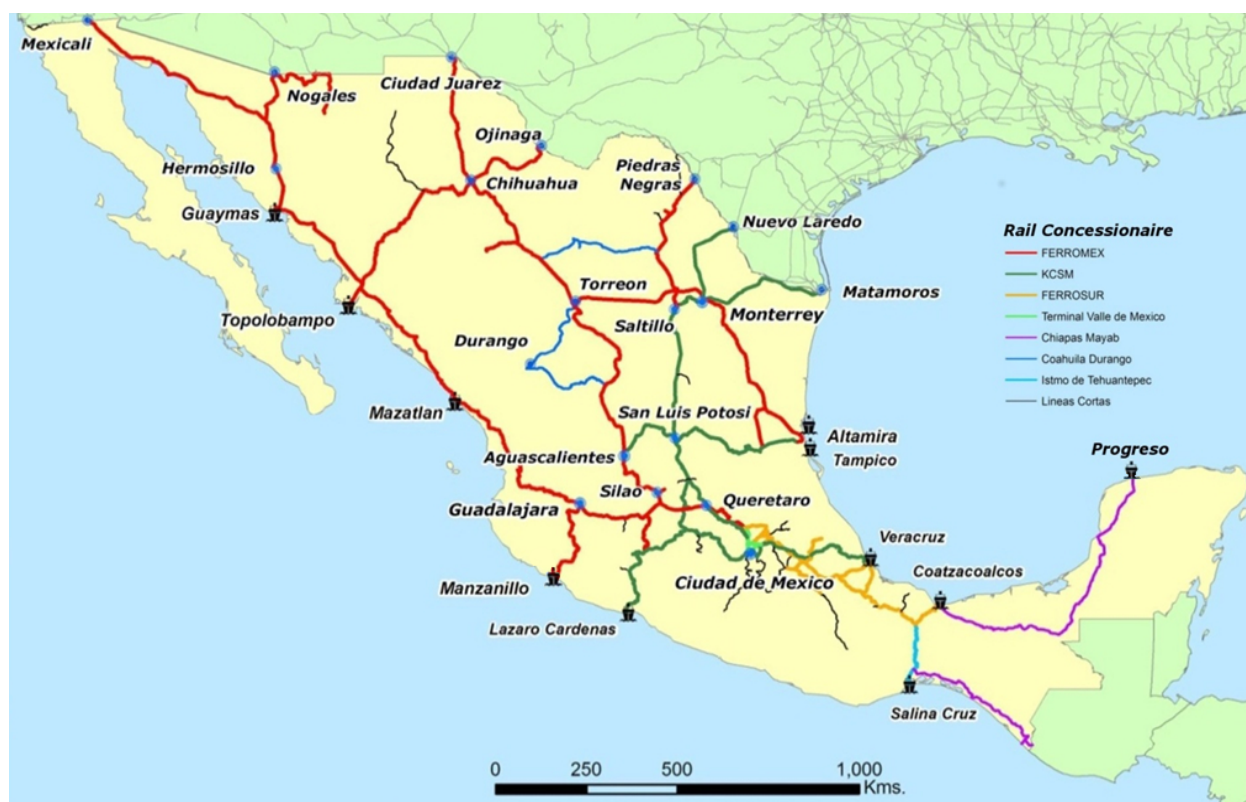 Mexicali
Nogales
Ciudad Juarez
Ojinaga
Hermosillo
Chihuahua
Piedras
Negras
Guaymas
Nuevo Laredo
Rail Concessionaire
FERROMEX
KCSM
FERROSUR
Terminal Valle de Mexico
Chiapas Mayab
Coahuila Durango
Istmo de Tehuantepec
Lineas Cortas
Torreon
Matamoros
Topolobampo
Saltillo
Monterrey
Durango
Mazatlan
San Luis Potosi
Altamira
Tampico
Aguascalientes
Progreso
Silao
Queretaro
Guadalajara
Veracruz
Coatzacoalcos
Manzanillo
Ciudad de Mexico
Lazaro Cardenas
Salina Cruz
0 250 500 1,000
Kms.